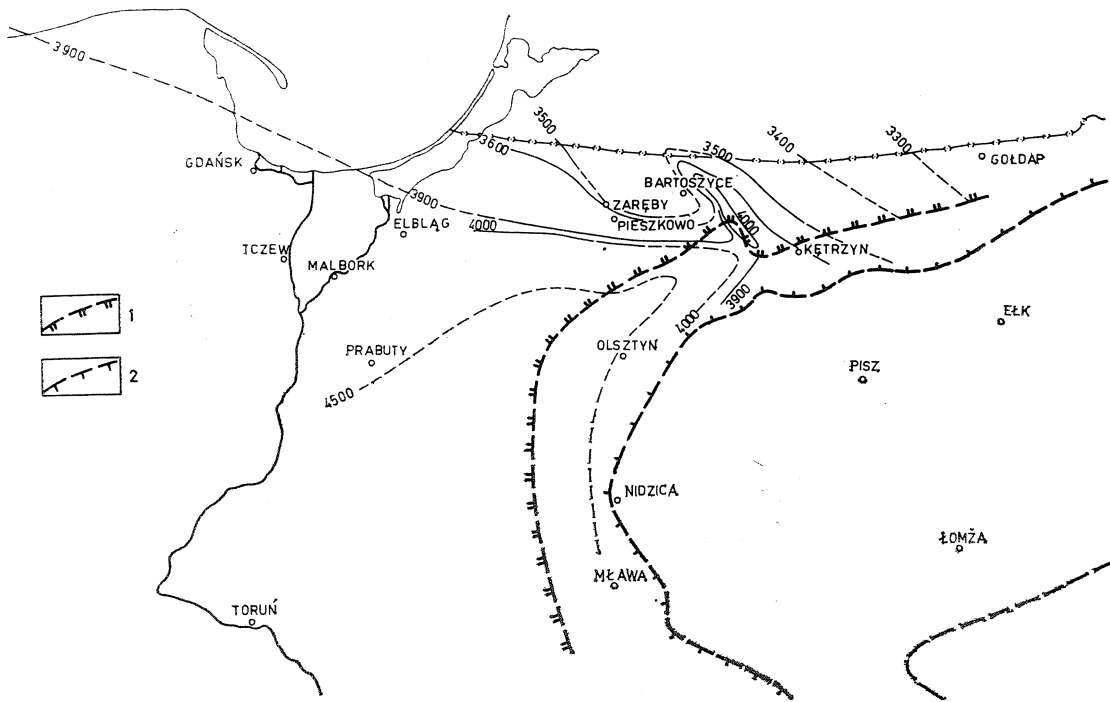 3900
3500
3600
3500
3400
3300
GOŁDAP
GDAŃSK
BARTOSZYCE
3900
ZARĘBY
PIESZKOWO
4000
4000
ELBLĄG
TCZEW
KĘTRZYN
MALBORK
3900
4000
1
EŁK
PRABUTY
OLSZTYN
PISZ
2
4500
NIDZICA
ŁOMŻA
MŁAWA
TORUŃ